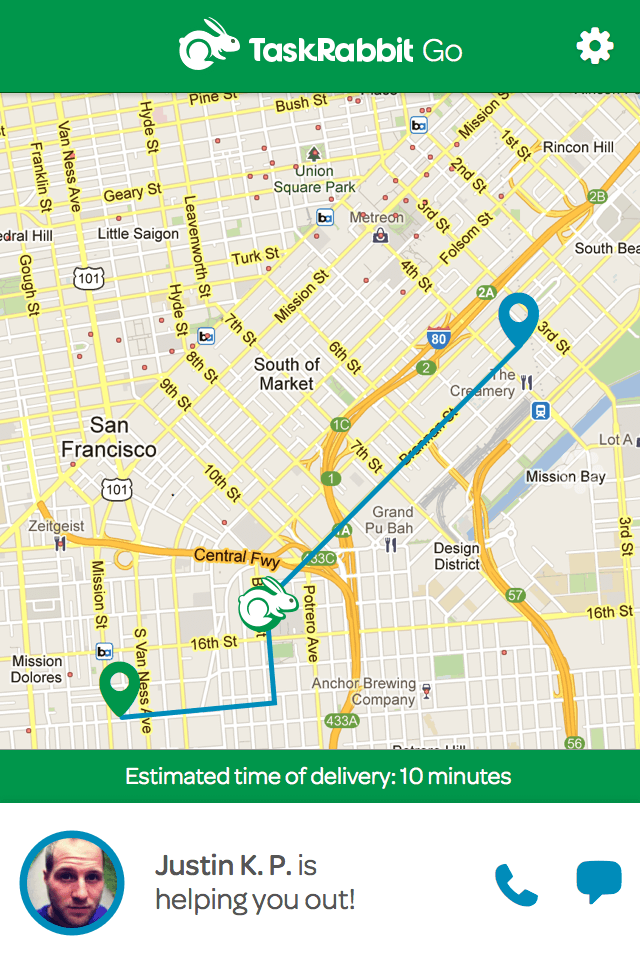 TaskRabbit Go
Pine St
Bush St
Mission St
1st St
Rincon Hill
Hyde St
Van Ness Ave
Franklin St
Union
Square Park
2nd St
Geary St
2B
3rd St
Metreon
Folsom St
Little Saigon
Leavenworth St
South Bea
Turk St
4th St
Gough St
101
Mission St
2A
Hyde St
7th St
3rd St
80
6th St
8th St
2
South of
Market
The
Creamery
9th St
1C
San
Francisco
Brannan St
Lot A
7th St
10th St
1
Mission Bay
101
Grand
Pu Bah
3rd St
Zeitgeist
Design
District
Central Fwy
433C
Mission St
57
Potrero Ave
16th St
S Van Ness Ave
16th St
Mission
Dolores
Anchor Brewing
Company
433A
56
Estimated time of delivery: 10 minutes
Justin K. P. is
helping you out!